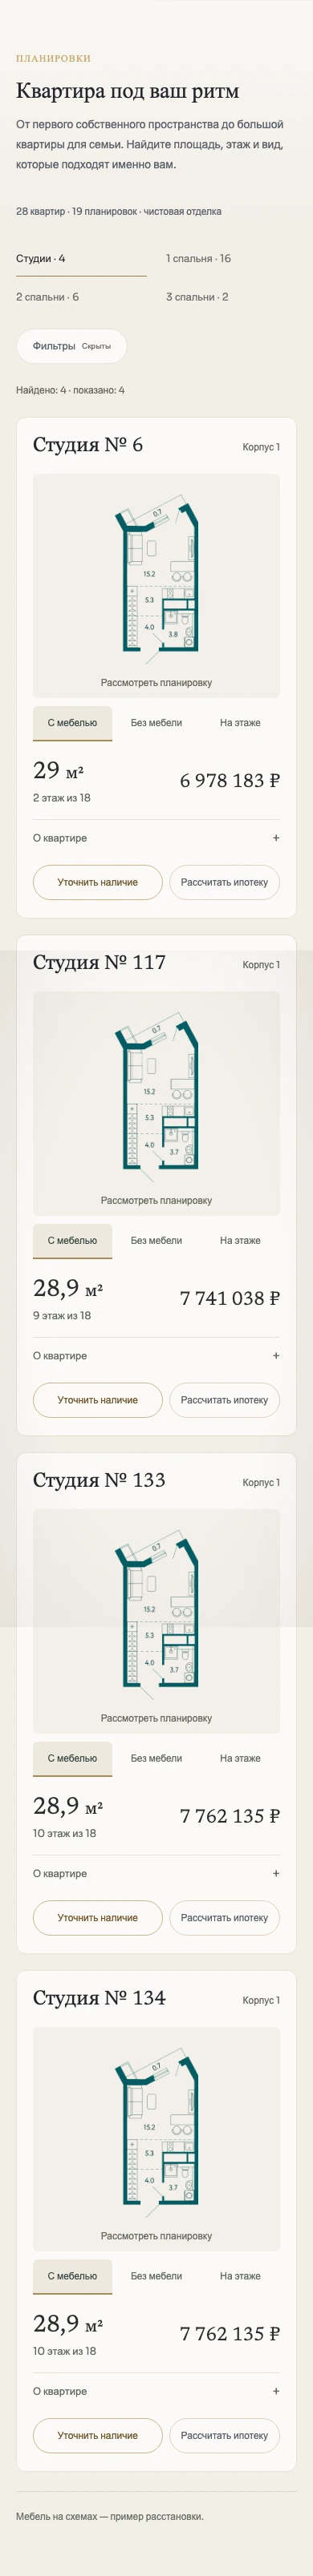 ПЛАНИРОВКИ
Квартира под ваш ритм
От первого собственного пространства до большой
квартиры для семьи. Найдите площадь, этаж и вид,
которые подходят именно вам.
28 квартир · 19 планировок · чистовая отделка
Студии · 4
1 спальня · 16
2 спальни · 6
3 спальни · 2
Фильтры Скрыты
Найдено: 4 · показано: 4
Студия № 6
Корпус 1
0.7
15.2
5.3
4.0
3.8
Рассмотреть планировку
С мебелью
Без мебели
На этаже
29 м²
6 978 183 ₽
2 этаж из 18
О квартире +
Уточнить наличие
Рассчитать ипотеку
Студия № 117
Корпус 1
0.7
15.2
5.3
4.0
3.7
Рассмотреть планировку
С мебелью
Без мебели
На этаже
28,9 м²
7 741 038 ₽
9 этаж из 18
О квартире +
Уточнить наличие
Рассчитать ипотеку
Студия № 133
Корпус 1
0.7
15.2
5.3
4.0
3.7
Рассмотреть планировку
С мебелью
Без мебели
На этаже
28,9 м²
7 762 135 ₽
10 этаж из 18
О квартире +
Уточнить наличие
Рассчитать ипотеку
Студия № 134
Корпус 1
0.7
15.2
5.3
4.0
3.7
Рассмотреть планировку
С мебелью
Без мебели
На этаже
28,9 м²
7 762 135 ₽
10 этаж из 18
О квартире +
Уточнить наличие
Рассчитать ипотеку
Мебель на схемах — пример расстановки.